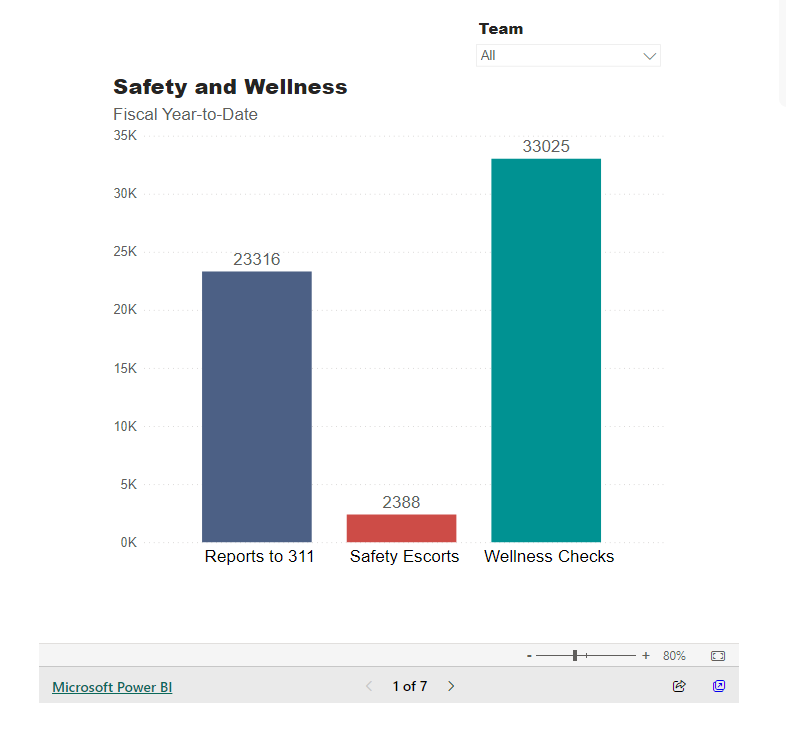 Team
All
Safety and Wellness
Fiscal Year-to-Date
35K
33025
30K
25K
23316
20K
15K
10K
5K
2388
0K
Reports to 311 Safety Escorts Wellness Checks
- + 80%
Microsoft Power BI 1 of 7